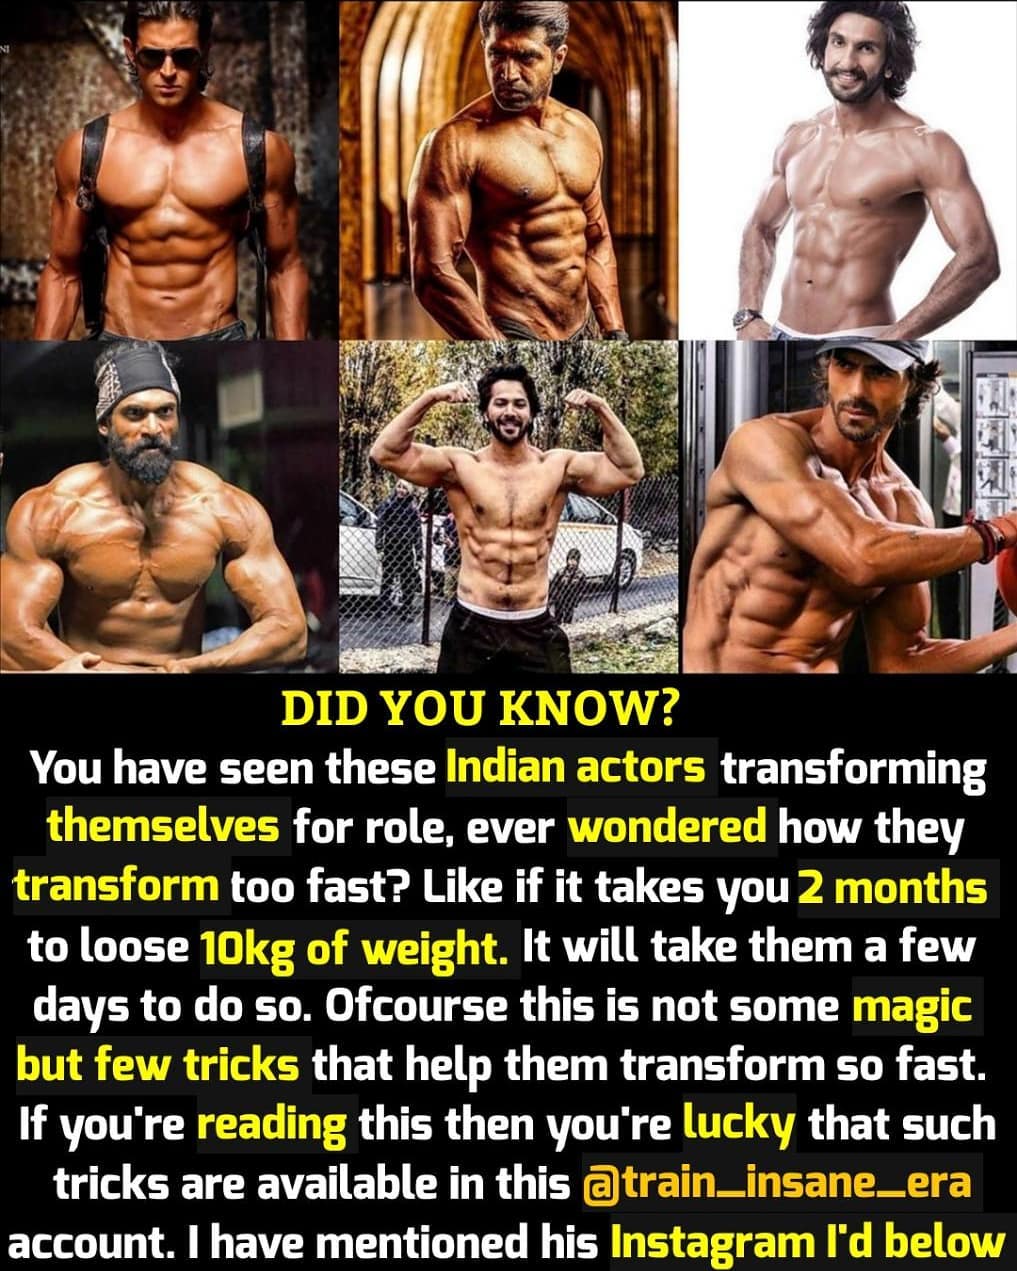 NI
DID YOU KNOW?
You have seen these Indian actors transforming
themselves for role, ever wondered how they
transform too fast? Like if it takes you 2 months
to loose 10kg of weight. It will take them a few
days to do so. Ofcourse this is not some magic
but few tricks that help them transform so fast.
If you're reading this then you're lucky that such
tricks are available in this @train_insane_era
account. I have mentioned his Instagram I'd below